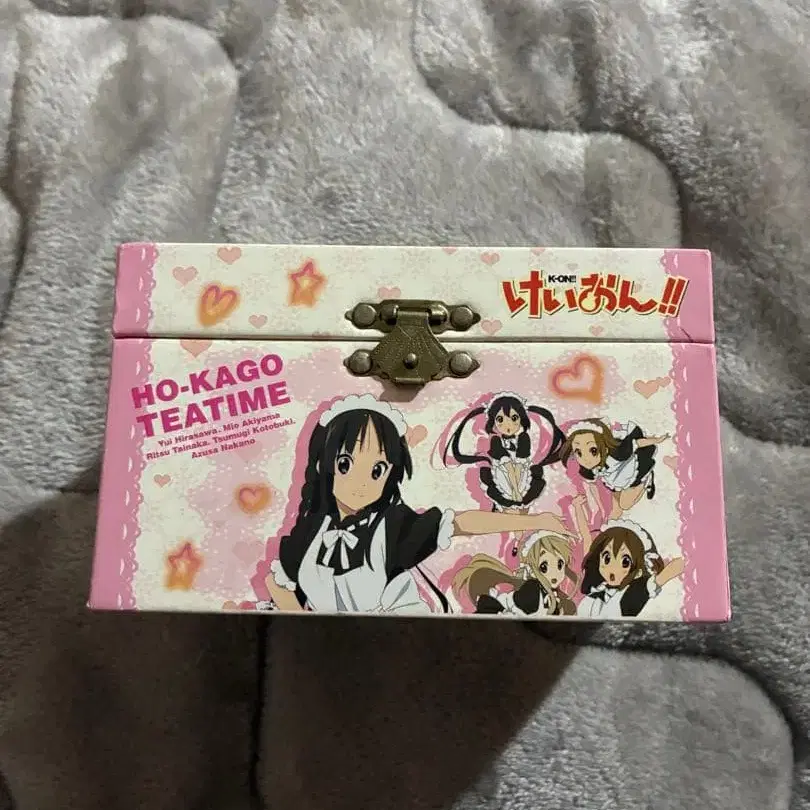 K-ON!!
けいおん!!
HO-KAGO
TEATIME
Yui Hirasawa. Mio Akiyama
Ritsu Tainaka. Tsumugi Kotobuki.
Azusa Nakano